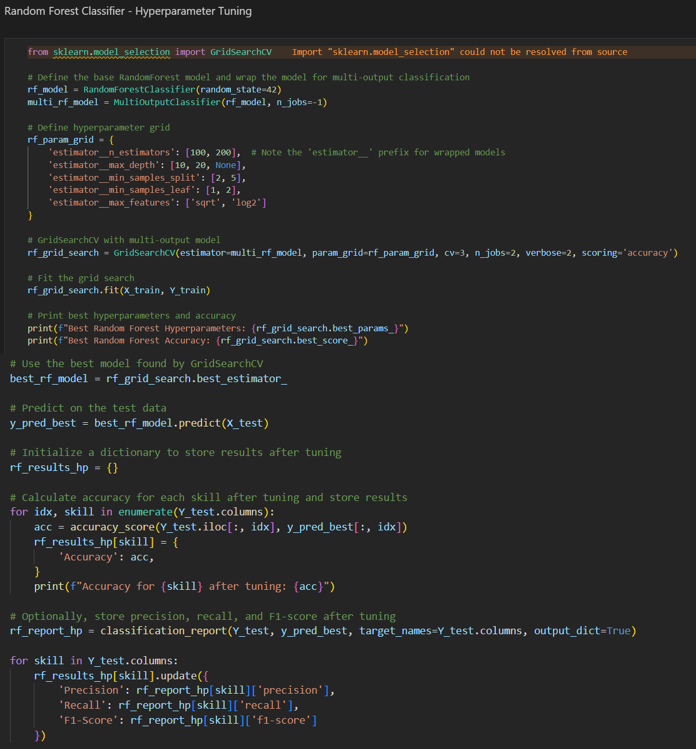 Random Forest Classifier - Hyperparameter Tuning
from sklearn.model_selection import GridSearchCV    Import "sklearn.model_selection" could not be resolved from source
# Define the base RandomForest model and wrap the model for multi-output classification
rf_model = RandomForestClassifier(random_state=42)
multi_rf_model = MultiOutputClassifier(rf_model, n_jobs=-1)
# Define hyperparameter grid
rf_param_grid = {
    'estimator__n_estimators': [100, 200],  # Note the 'estimator__' prefix for wrapped models
    'estimator__max_depth': [10, 20, None],
    'estimator__min_samples_split': [2, 5],
    'estimator__min_samples_leaf': [1, 2],
    'estimator__max_features': ['sqrt', 'log2']
}
# GridSearchCV with multi-output model
rf_grid_search = GridSearchCV(estimator=multi_rf_model, param_grid=rf_param_grid, cv=3, n_jobs=2, verbose=2, scoring='accuracy')
# Fit the grid search
rf_grid_search.fit(X_train, Y_train)
# Print best hyperparameters and accuracy
print(f"Best Random Forest Hyperparameters: {rf_grid_search.best_params_}")
print(f"Best Random Forest Accuracy: {rf_grid_search.best_score_}")
# Use the best model found by GridSearchCV
best_rf_model = rf_grid_search.best_estimator_
# Predict on the test data
y_pred_best = best_rf_model.predict(X_test)
# Initialize a dictionary to store results after tuning
rf_results_hp = {}
# Calculate accuracy for each skill after tuning and store results
for idx, skill in enumerate(Y_test.columns):
    acc = accuracy_score(Y_test.iloc[:, idx], y_pred_best[:, idx])
    rf_results_hp[skill] = {
        'Accuracy': acc,
    }
    print(f"Accuracy for {skill} after tuning: {acc}")
# Optionally, store precision, recall, and F1-score after tuning
rf_report_hp = classification_report(Y_test, y_pred_best, target_names=Y_test.columns, output_dict=True)
for skill in Y_test.columns:
    rf_results_hp[skill].update({
        'Precision': rf_report_hp[skill]['precision'],
        'Recall': rf_report_hp[skill]['recall'],
        'F1-Score': rf_report_hp[skill]['f1-score']
    })